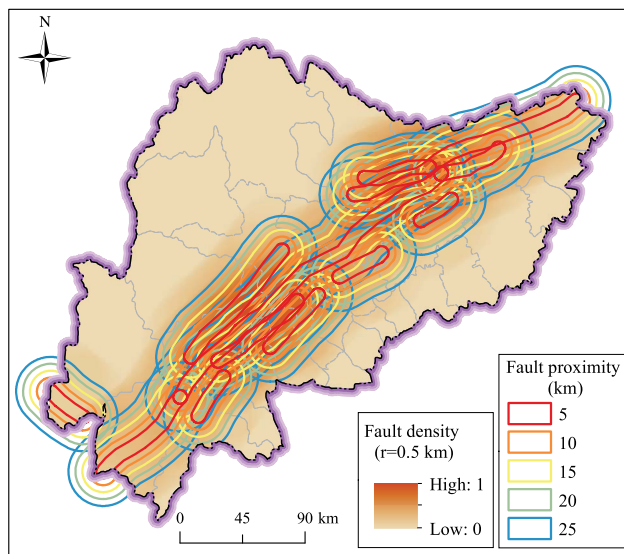 N
Fault proximity
(km)
5
10
15
20
25
Fault density
(r=0.5 km)
High: 1
Low: 0
0 45 90 km